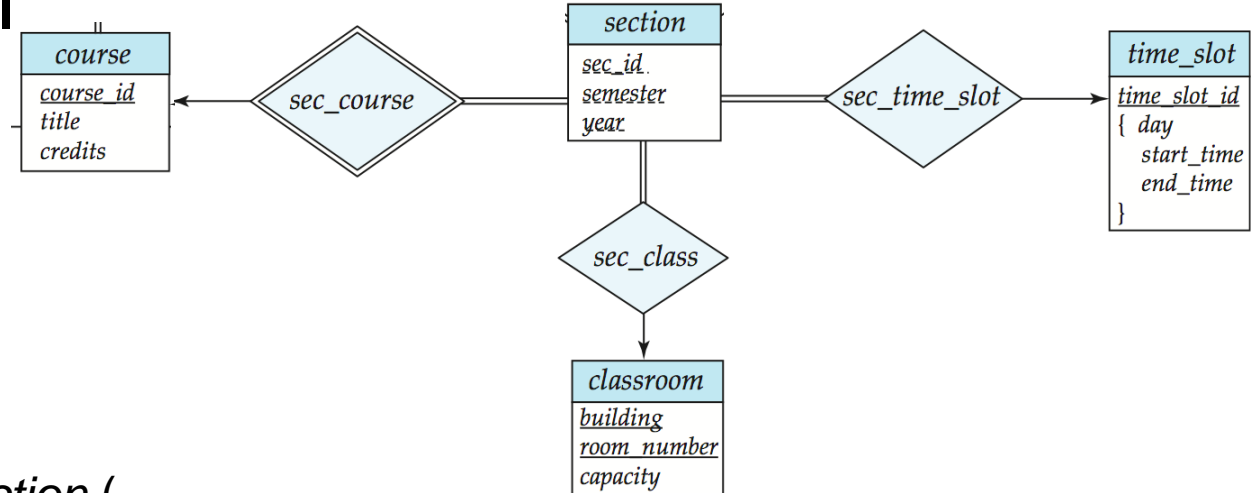 course
course_id
title
credits
sec_course
section
sec_id
semester
year
sec_time_slot
time_slot
time_slot_id
{ day
start_time
end_time
}
sec_class
classroom
building
room_number
capacity
ction (